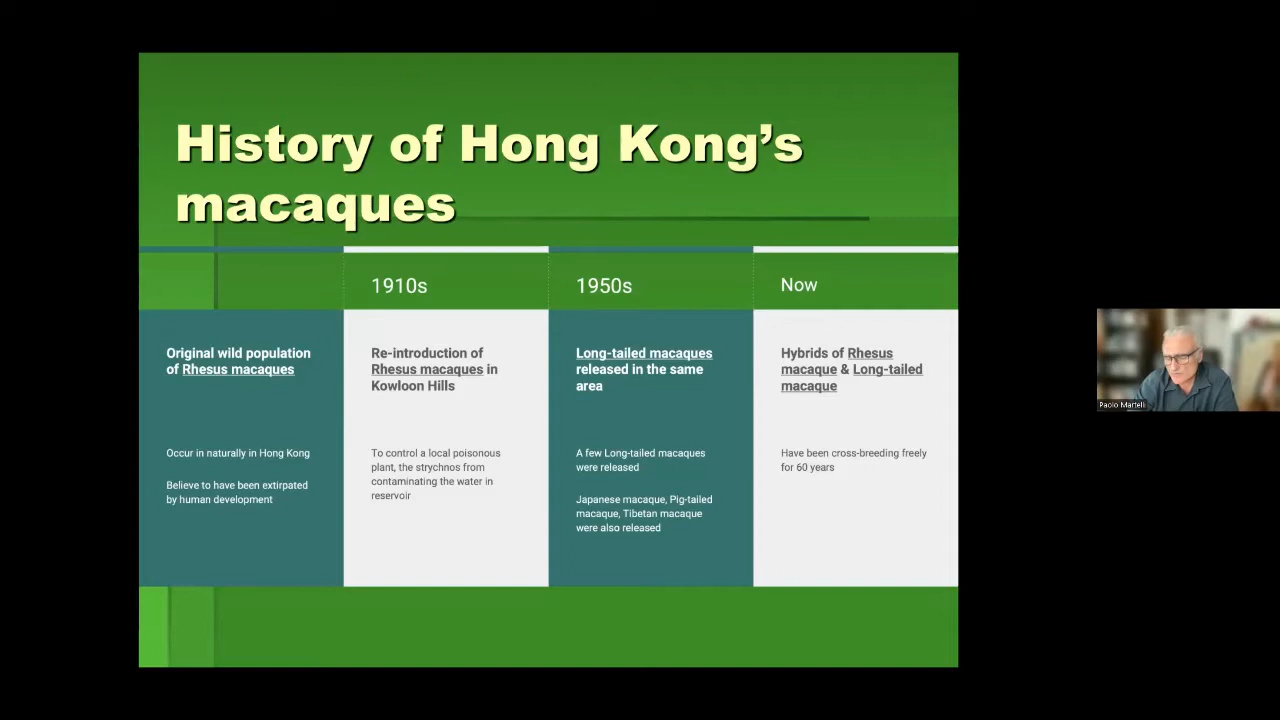 History of Hong Kong’s
macaques
Original wild population
of Rhesus macaques
Occur in naturally in Hong Kong
Believe to have been extirpated
by human development
1910s
Re-introduction of
Rhesus macaques in
Kowloon Hills
To control a local poisonous
plant, the strychnos from
contaminating the water in
reservoir
1950s
Long-tailed macaques
released in the same
area
A few Long-tailed macaques
were released
Japanese macaque, Pig-tailed
macaque, Tibetan macaque
were also released
Now
Hybrids of Rhesus
macaque & Long-tailed
macaque
Have been cross-breeding freely
for 60 years
Paolo Martelli